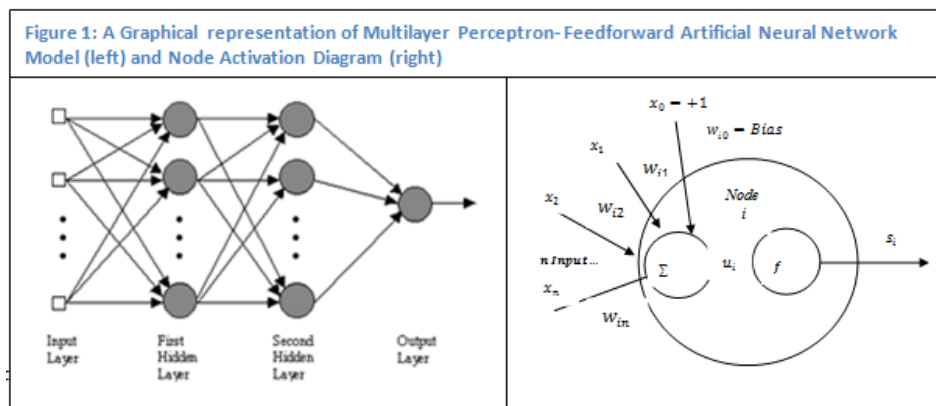 Figure 1: A Graphical representation of Multilayer Perceptron- Feedforward Artificial Neural Network
Model (left) and Node Activation Diagram (right)
Input
Layer
First
Hidden
Layer
Second
Hidden
Layer
Output
Layer
x₀ = +1
wᵢ₀ = Bias
x₁
Wᵢ₁
x₂
Wᵢ₂
Node
i
n Input...
Σ
uᵢ
f
sᵢ
xₙ
Wᵢₙ